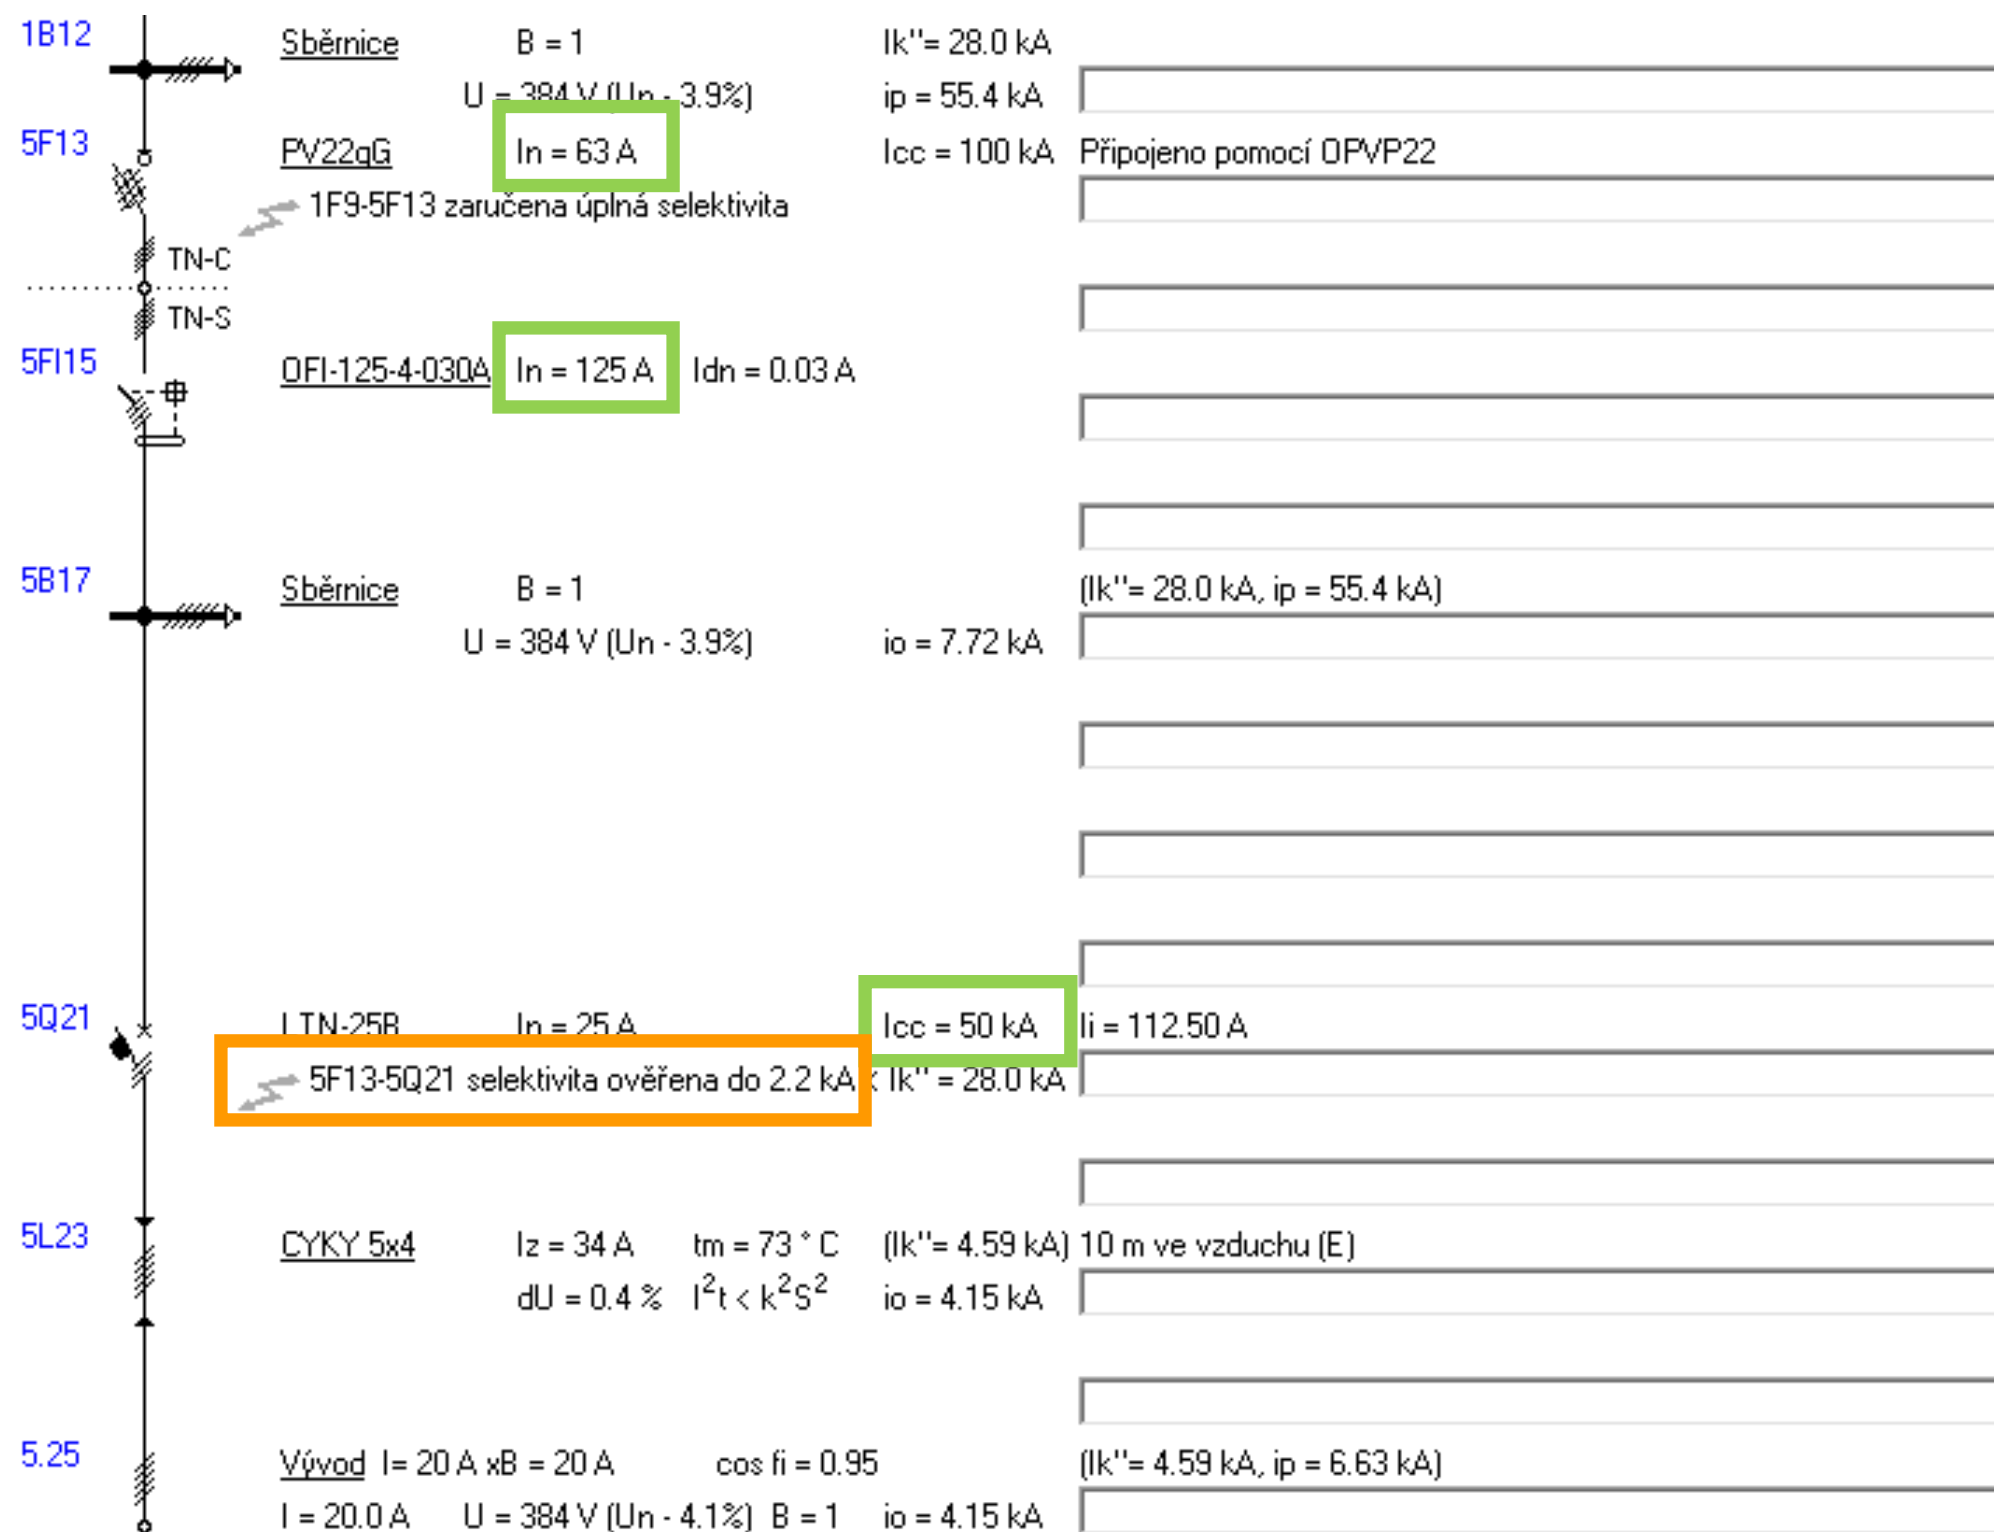 1B12 Sběrnice B = 1 Ik''= 28.0 kA
U = 384 V (Un - 3.9%) ip = 55.4 kA
5F13 PV22gG In = 63 A Icc = 100 kA Připojeno pomocí OPVP22
1F9-5F13 zaručena úplná selektivita
TN-C
TN-S
5FI15 OFI-125-4-030A In = 125 A Idn = 0.03 A
5B17 Sběrnice B = 1 (Ik''= 28.0 kA, ip = 55.4 kA)
U = 384 V (Un - 3.9%) io = 7.72 kA
5Q21 LTN-25B In = 25 A Icc = 50 kA Ii = 112.50 A
5F13-5Q21 selektivita ověřena do 2.2 kA < Ik'' = 28.0 kA
5L23 CYKY 5x4 Iz = 34 A tm = 73 ° C (Ik''= 4.59 kA) 10 m ve vzduchu (E)
dU = 0.4 % I²t < k²S² io = 4.15 kA
5.25 Vývod I= 20 A xB = 20 A cos fi = 0.95 (Ik''= 4.59 kA, ip = 6.63 kA)
I = 20.0 A U = 384 V (Un - 4.1%) B = 1 io = 4.15 kA